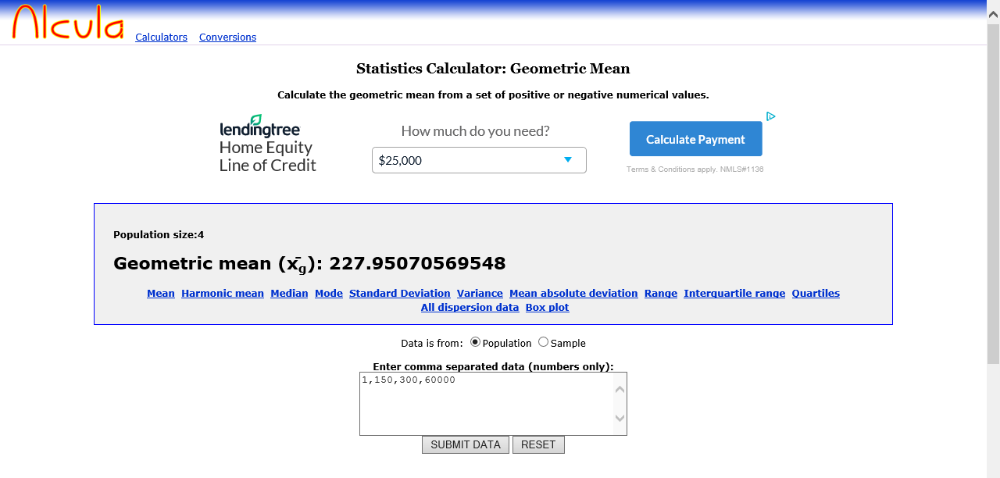 Alcula
Calculators Conversions
Statistics Calculator: Geometric Mean
Calculate the geometric mean from a set of positive or negative numerical values.
lendingtree
Home Equity
Line of Credit
How much do you need?
$25,000
Calculate Payment
Terms & Conditions apply. NMLS#1136
Population size:4
Geometric mean (x̄g): 227.95070569548
Mean Harmonic mean Median Mode Standard Deviation Variance Mean absolute deviation Range Interquartile range Quartiles
All dispersion data Box plot
Data is from: Population Sample
Enter comma separated data (numbers only):
1,150,300,60000
SUBMIT DATA RESET